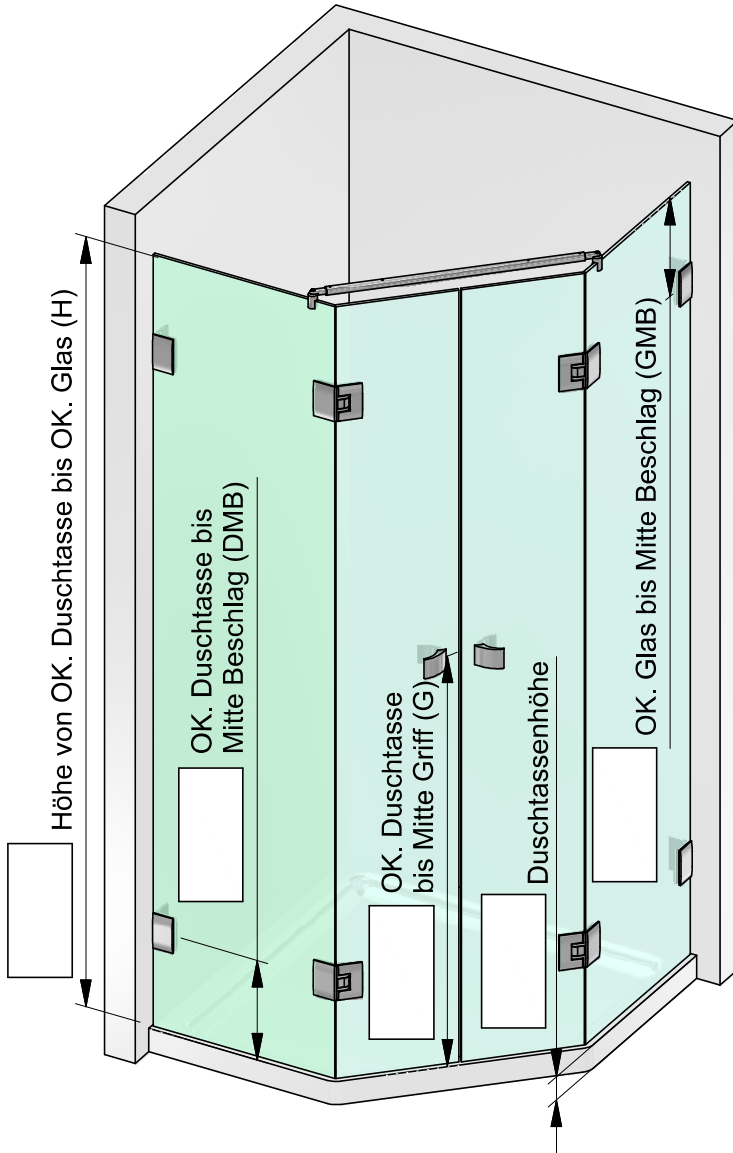 Höhe von OK. Duschtasse bis OK. Glas (H)
OK. Duschtasse bis
Mitte Beschlag (DMB)
OK. Duschtasse
bis Mitte Griff (G)
Duschtassenhöhe
OK. Glas bis Mitte Beschlag (GMB)